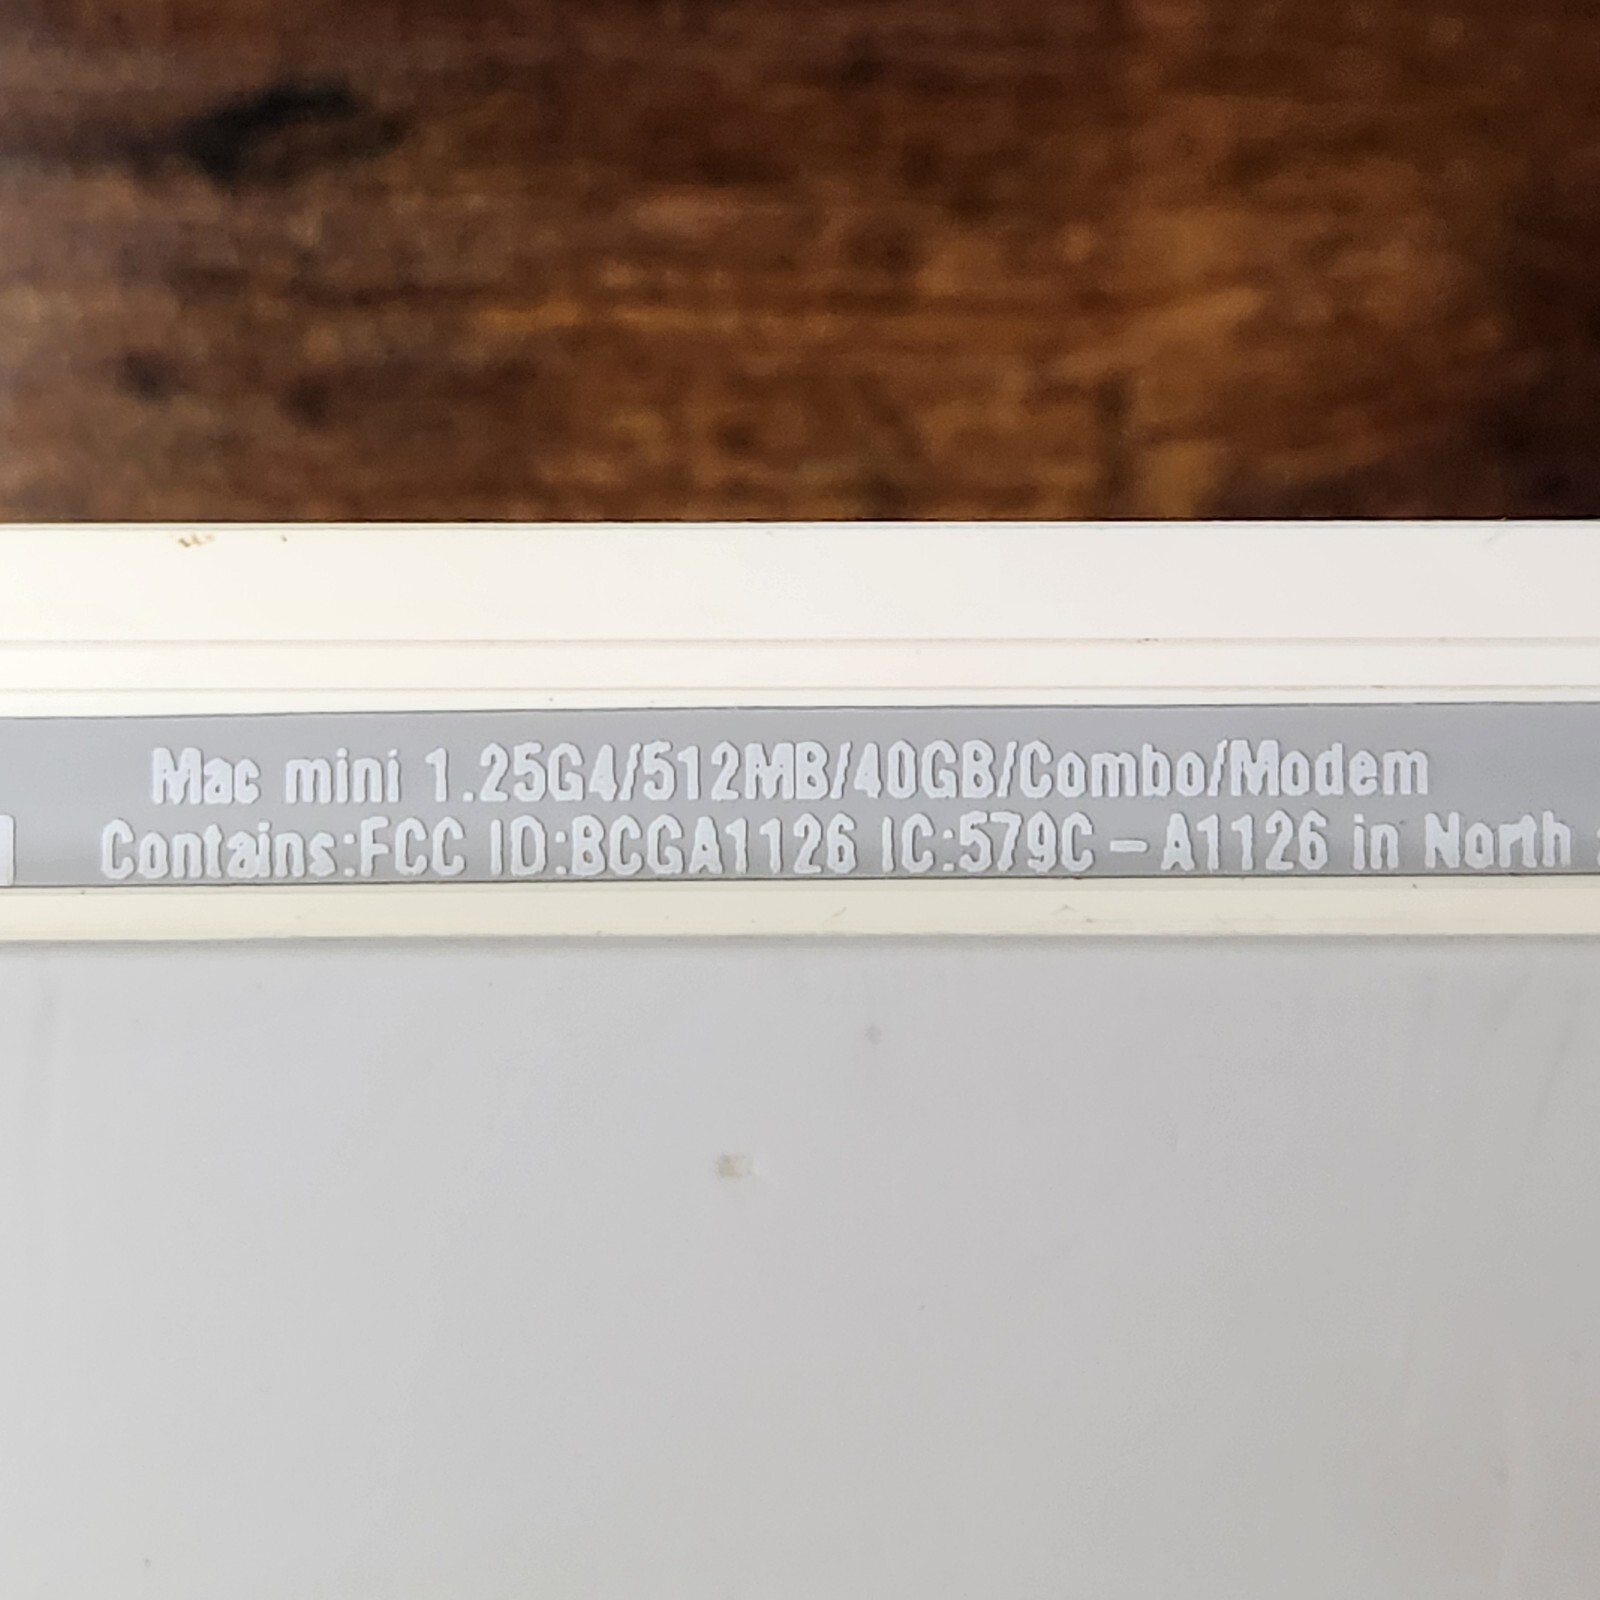 Mac mini 1.25G4/512MB/40GB/Combo/Modem
Contains:FCC ID:BCGA1126 IC:579C-A1126 in North